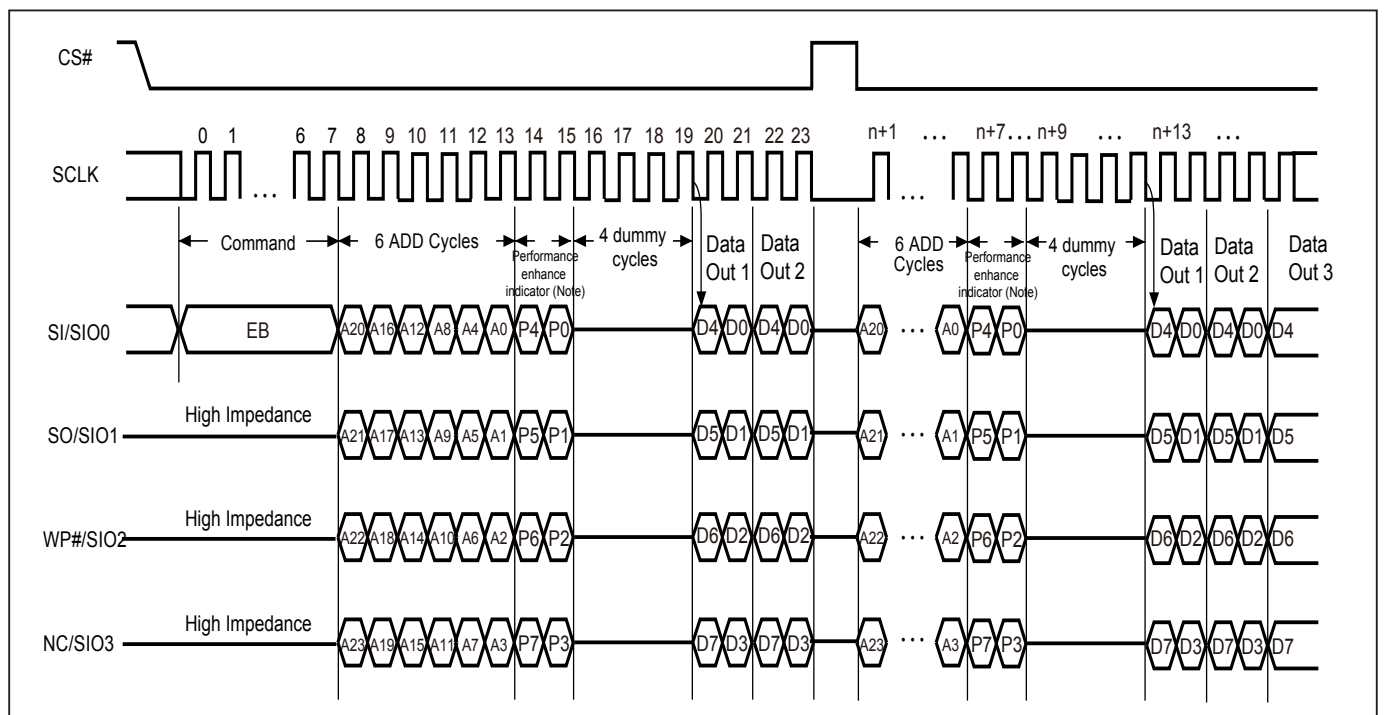 CS#
0 1 6 7 8 9 10 11 12 13 14 15 16 17 18 19 20 21 22 23 n+1 ... n+7... n+9 ... n+13 ...
SCLK
... ...
Command 6 ADD Cycles Performance enhance indicator (Note) 4 dummy cycles Data Out 1 Data Out 2 6 ADD Cycles Performance enhance indicator (Note) 4 dummy cycles Data Out 1 Data Out 2 Data Out 3
SI/SIO0 EB A20 A16 A12 A8 A4 A0 P4 P0 D4 D0 D4 D0 A20 ... A0 P4 P0 D4 D0 D4 D0 D4
High Impedance
SO/SIO1 A21 A17 A13 A9 A5 A1 P5 P1 D5 D1 D5 D1 A21 ... A1 P5 P1 D5 D1 D5 D1 D5
High Impedance
WP#/SIO2 A22 A18 A14 A10 A6 A2 P6 P2 D6 D2 D6 D2 A22 ... A2 P6 P2 D6 D2 D6 D2 D6
High Impedance
NC/SIO3 A23 A19 A15 A11 A7 A3 P7 P3 D7 D3 D7 D3 A23 ... A3 P7 P3 D7 D3 D7 D3 D7